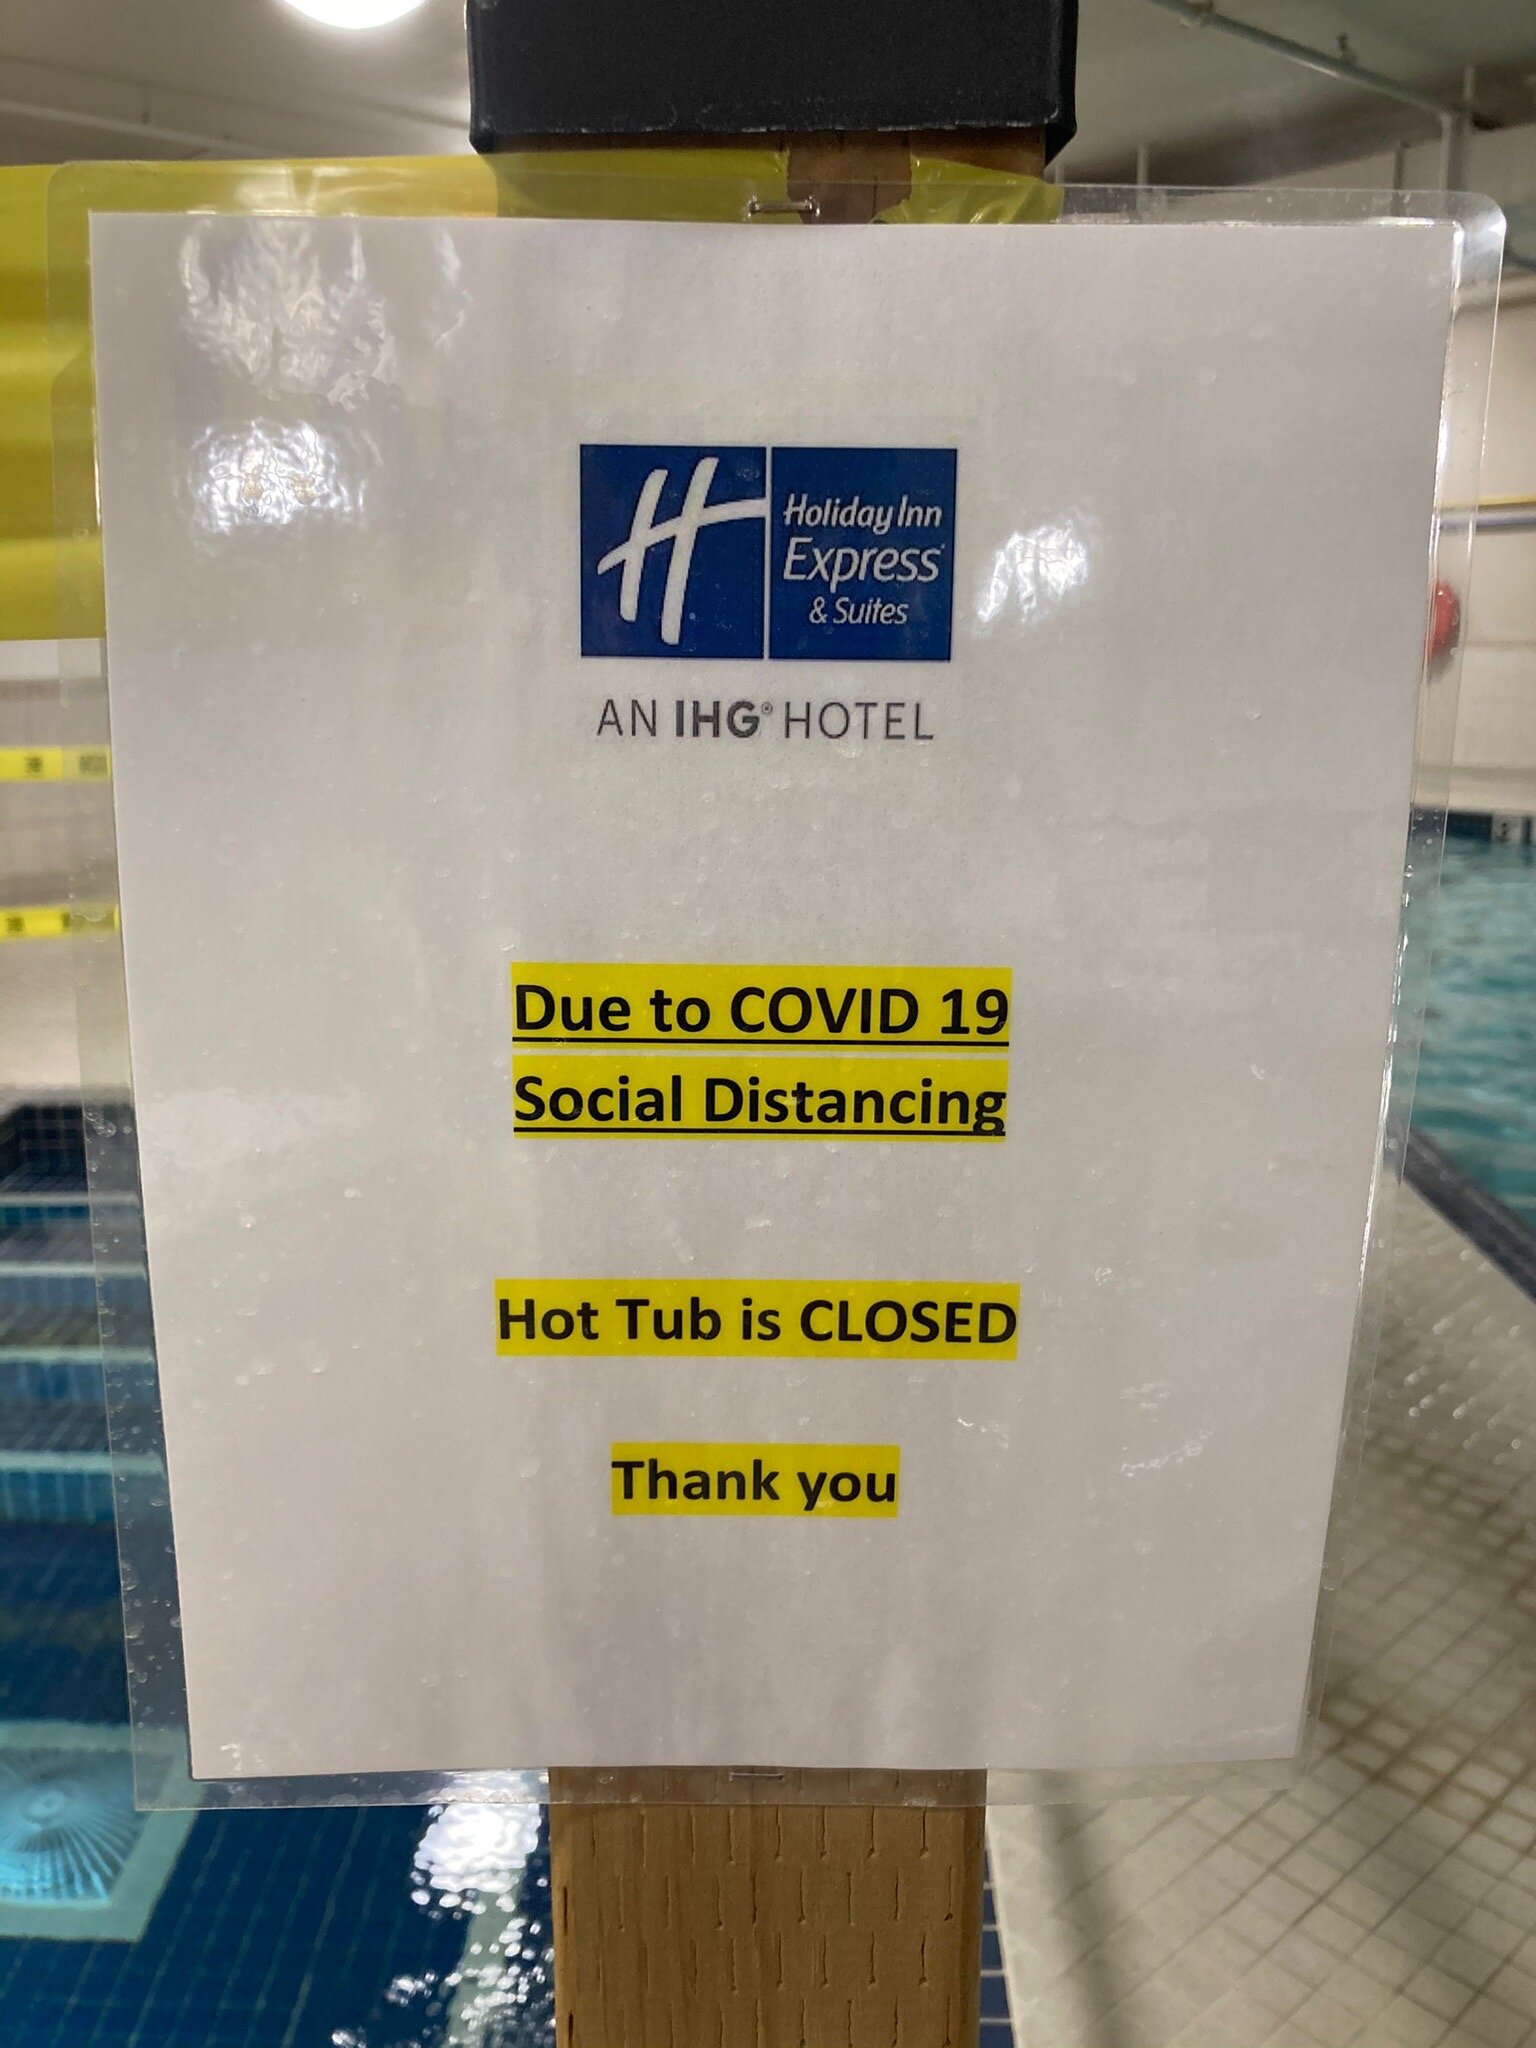 Holiday Inn
Express
& Suites
AN IHG® HOTEL
Due to COVID 19
Social Distancing
Hot Tub is CLOSED
Thank you